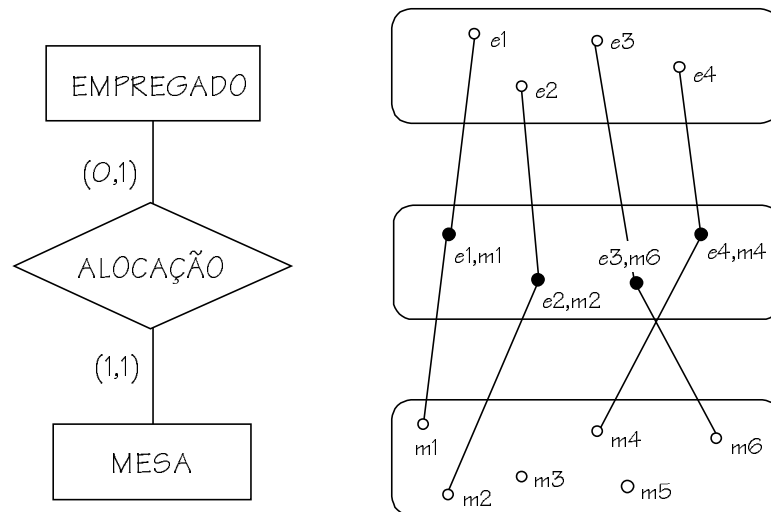 EMPREGADO
(0,1)
ALOCAÇÃO
(1,1)
MESA
e1
e3
e2
e4
e1,m1
e3,m6
e4,m4
e2,m2
m1
m4
m6
m2
m3
m5